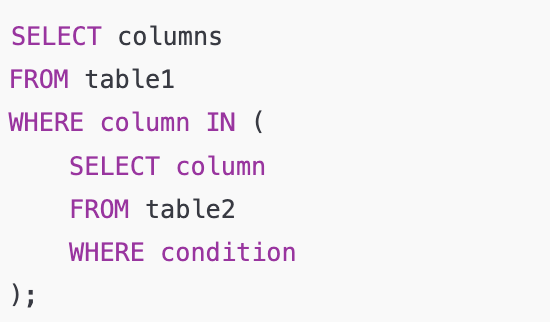 SELECT columns
FROM table1
WHERE column IN (
    SELECT column
    FROM table2
    WHERE condition
);